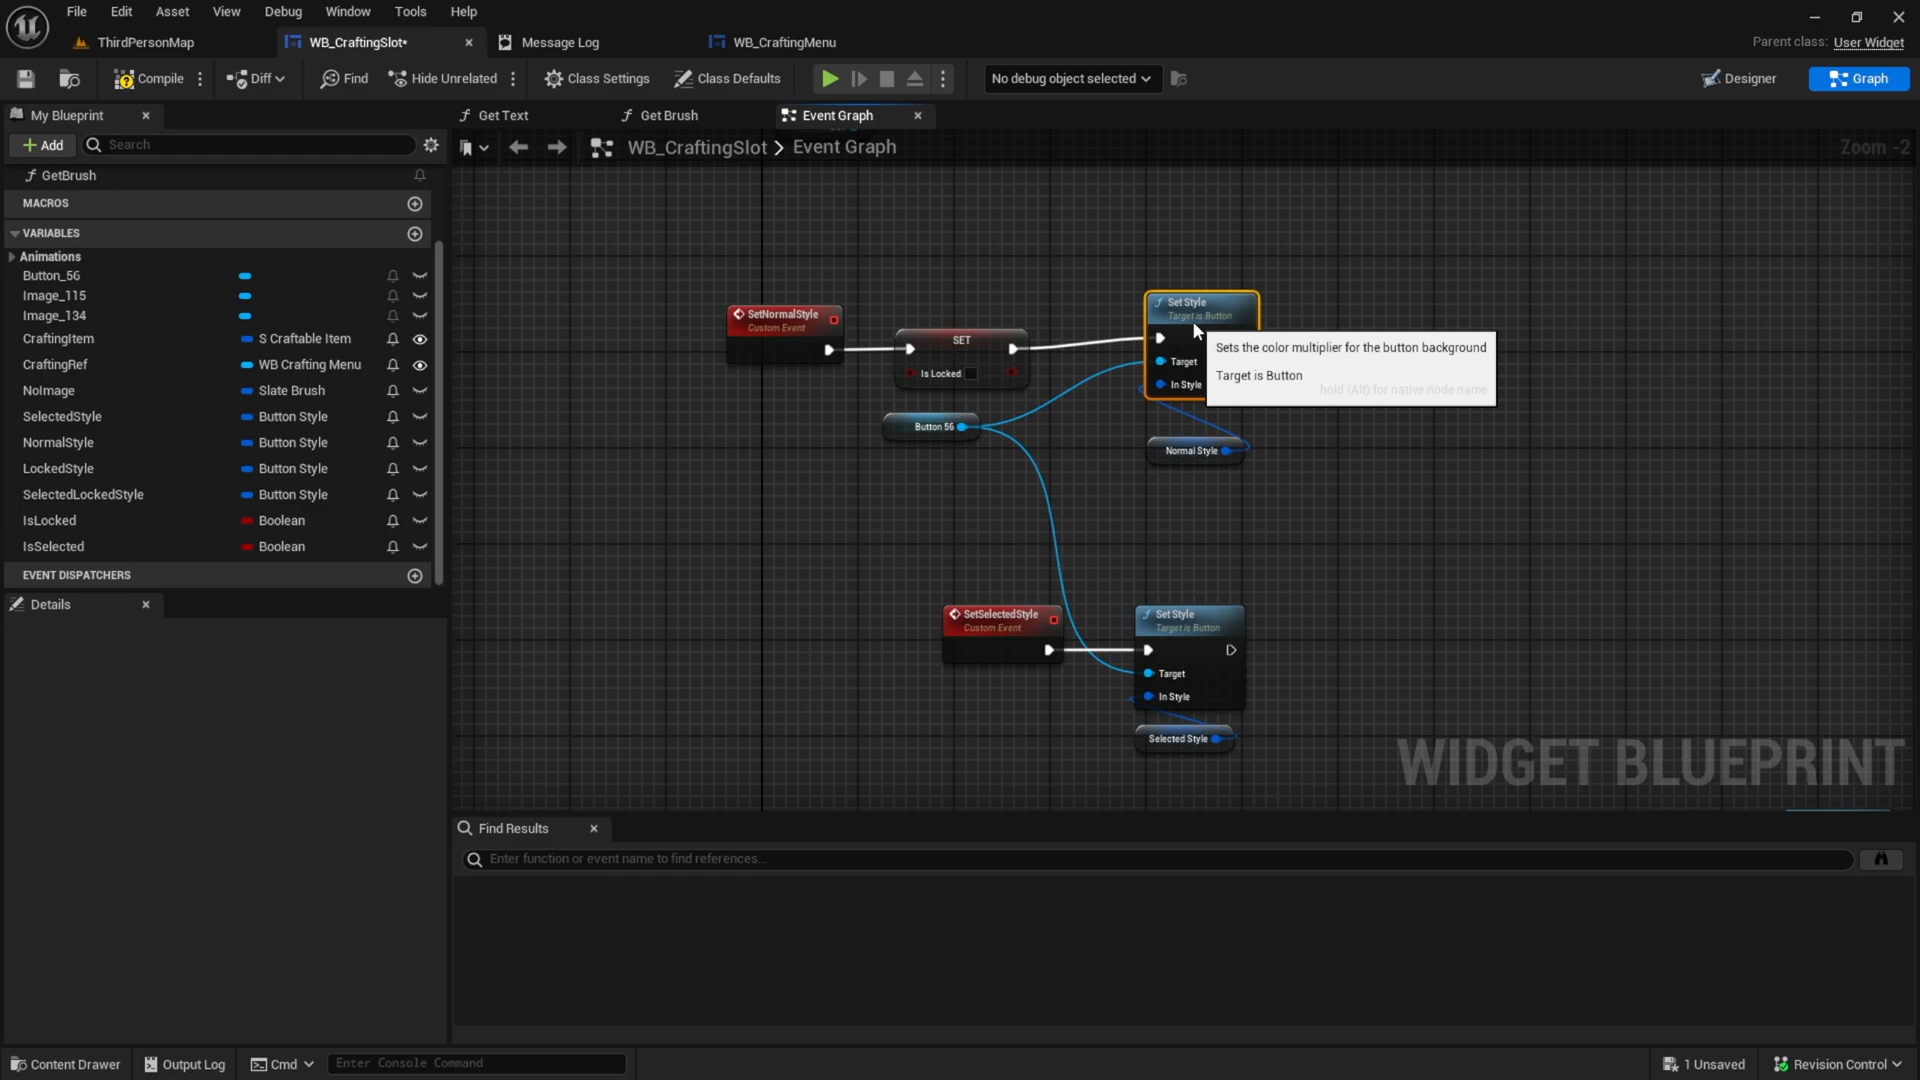 File Edit Asset View Debug Window Tools Help
ThirdPersonMap
WB_CraftingSlot*
Message Log
WB_CraftingMenu
Parent class: User Widget
Compile
Diff
Find
Hide Unrelated
Class Settings
Class Defaults
No debug object selected
Designer
Graph
My Blueprint
Get Text
Get Brush
Event Graph
Add
Search
WB_CraftingSlot > Event Graph
Zoom -2
GetBrush
MACROS
VARIABLES
Animations
Button_56
Image_115
Image_134
CraftingItem S Craftable Item
CraftingRef WB Crafting Menu
NoImage Slate Brush
SelectedStyle Button Style
NormalStyle Button Style
LockedStyle Button Style
SelectedLockedStyle Button Style
IsLocked Boolean
IsSelected Boolean
EVENT DISPATCHERS
Details
SetNormalStyle
Custom Event
SET
Is Locked
Button 56
Set Style
Target is Button
Target
In Style
Sets the color multiplier for the button background
Target is Button
hold (Alt) for native node name
Normal Style
SetSelectedStyle
Custom Event
Set Style
Target is Button
Target
In Style
Selected Style
WIDGET BLUEPRINT
Find Results
Enter function or event name to find references...
Content Drawer
Output Log
Cmd
Enter Console Command
1 Unsaved
Revision Control